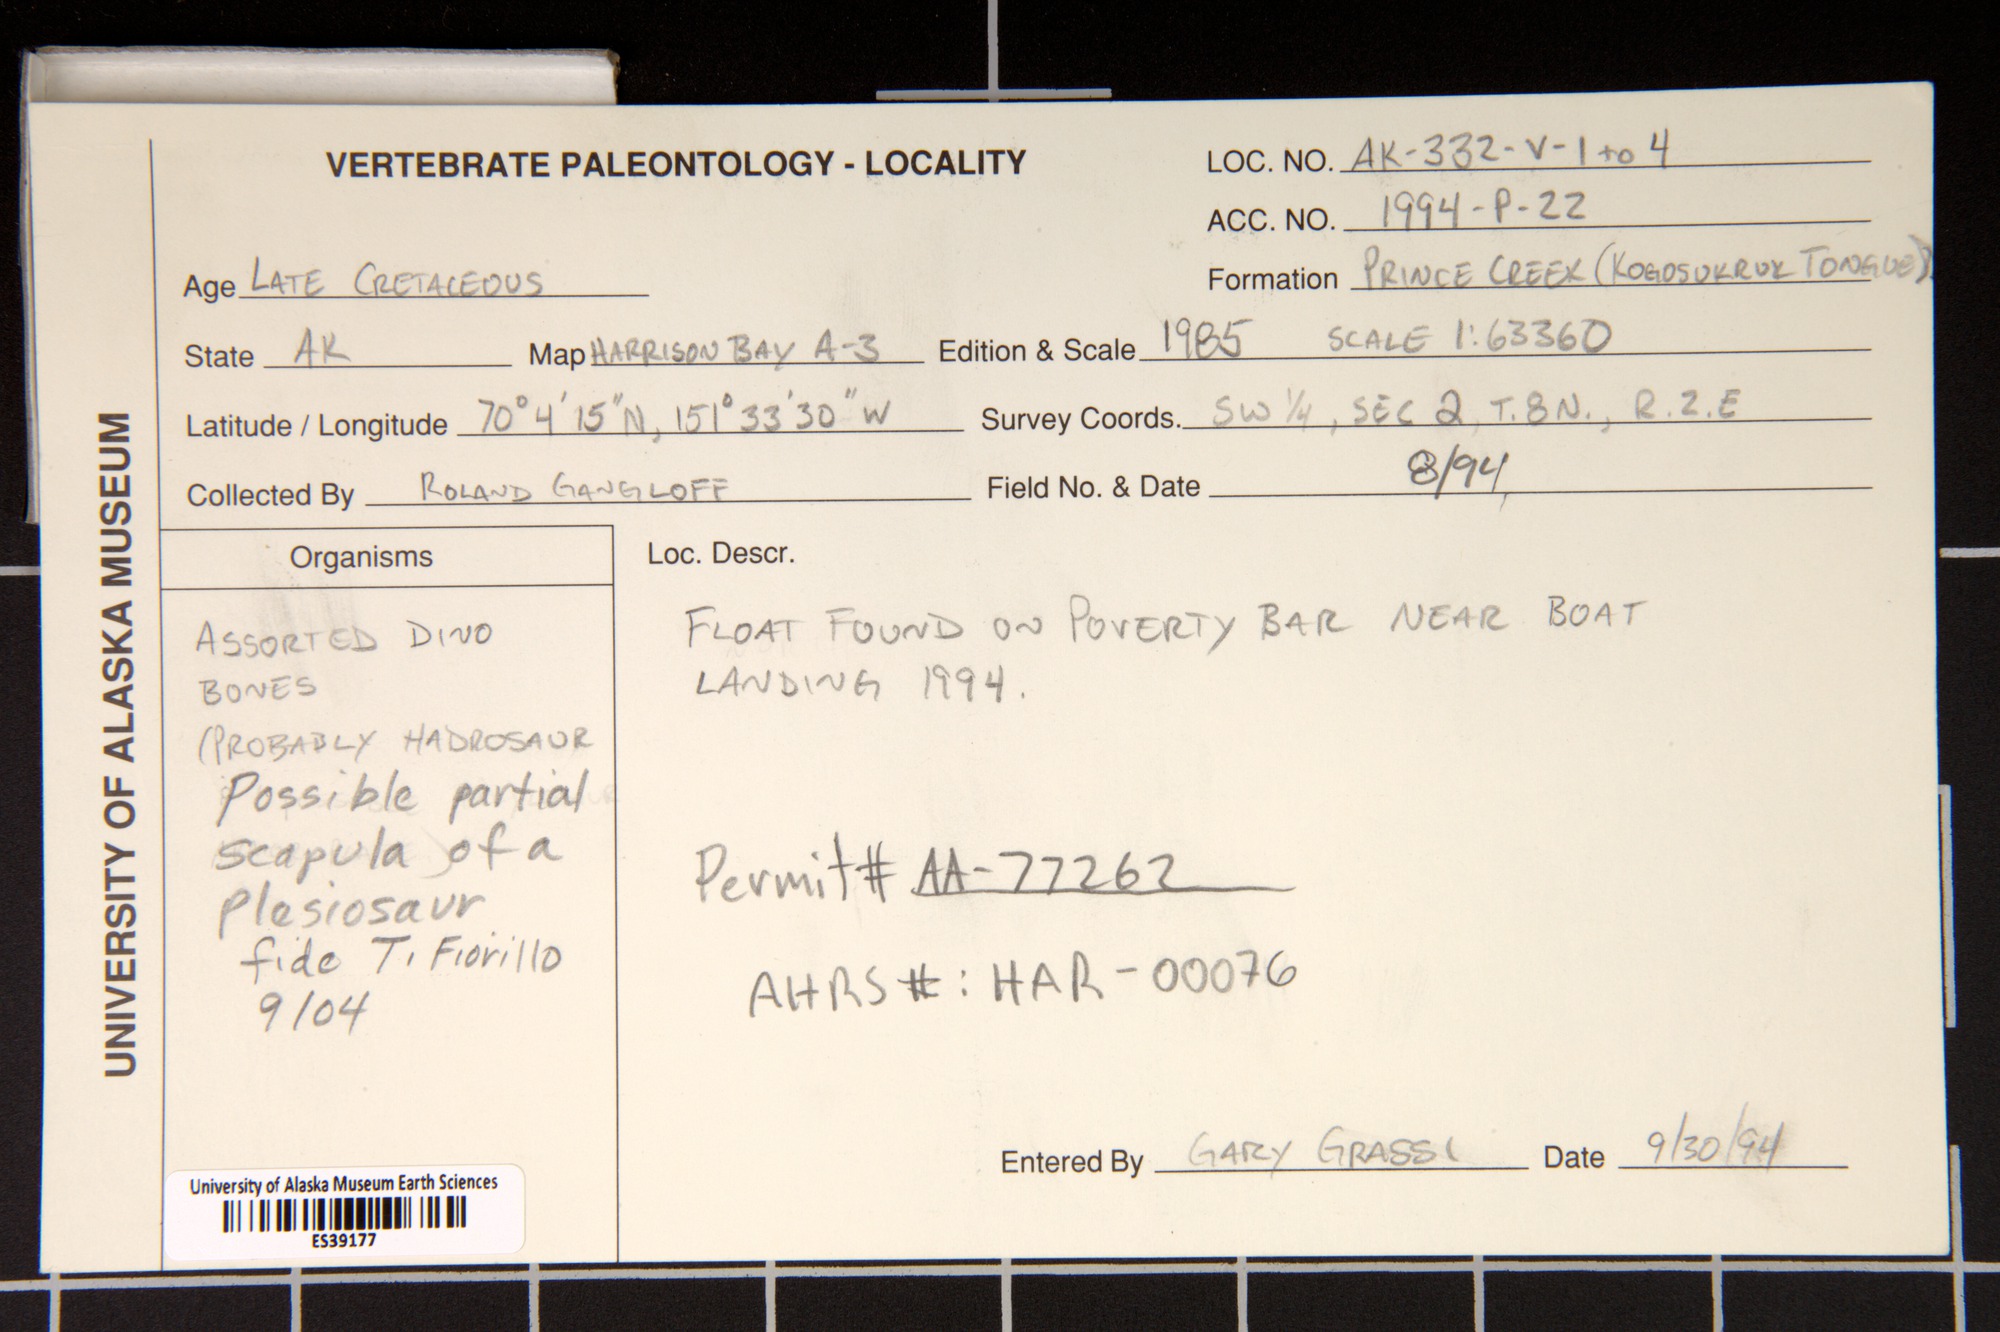 UNIVERSITY OF ALASKA MUSEUM
VERTEBRATE PALEONTOLOGY - LOCALITY
LOC. NO. AK-332-V-1 to 4
ACC. NO. 1994-P-22
Age LATE CRETACEOUS
Formation PRINCE CREEK (KOGOSUKRUK TONGUE)
State AK Map HARRISON BAY A-3 Edition & Scale 1985 SCALE 1:63360
Latitude / Longitude 70° 4' 15" N, 151° 33' 30" W Survey Coords. SW 1/4, SEC 2, T. 8 N., R. 2. E
Collected By ROLAND GANGLOFF Field No. & Date 8/94
Organisms
ASSORTED DINO
BONES
(PROBABLY HADROSAUR
Possible partial
scapula of a
plesiosaur
fide T. Fiorillo
9/04
Loc. Descr.
FLOAT FOUND ON POVERTY BAR NEAR BOAT
LANDING 1994.
Permit# AA-77262
AHRS #: HAR-00076
Entered By GARY GRASSI Date 9/30/94
University of Alaska Museum Earth Sciences
ES39177